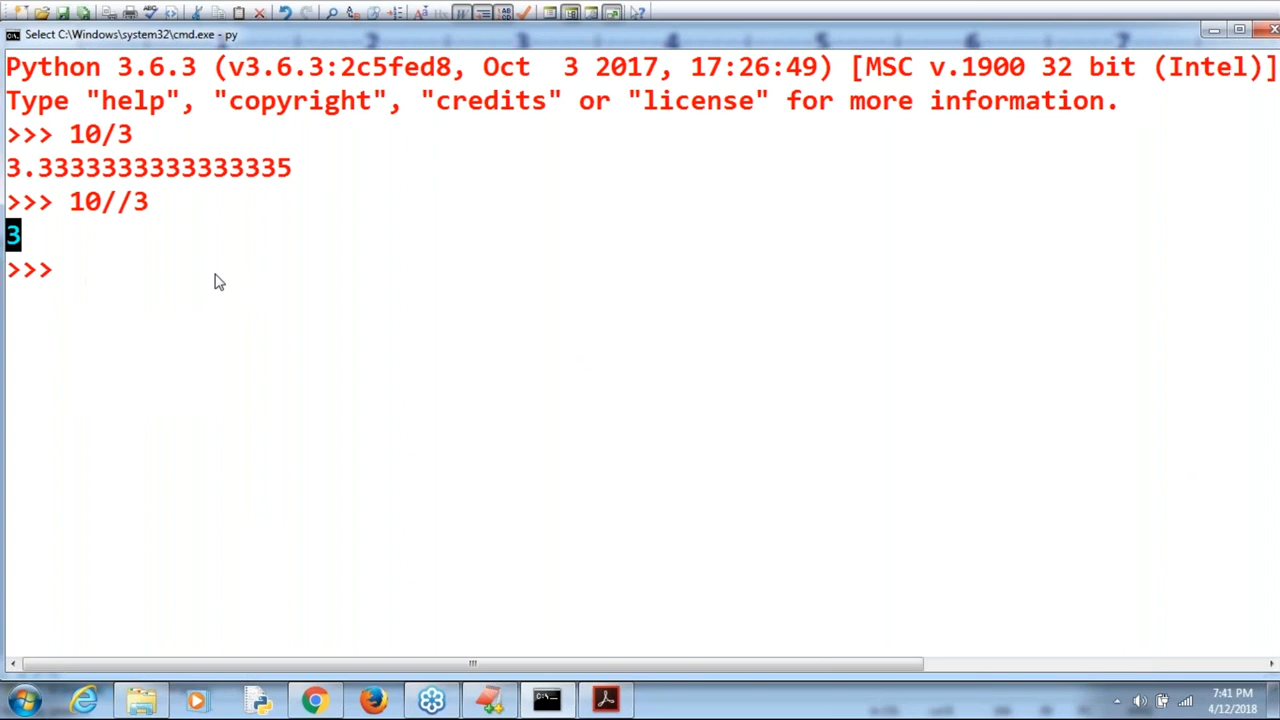 Select C:\Windows\system32\cmd.exe - py
Python 3.6.3 (v3.6.3:2c5fed8, Oct  3 2017, 17:26:49) [MSC v.1900 32 bit (Intel)]
Type "help", "copyright", "credits" or "license" for more information.
>>> 10/3
3.3333333333333335
>>> 10//3
3
>>>
7:41 PM
4/12/2018